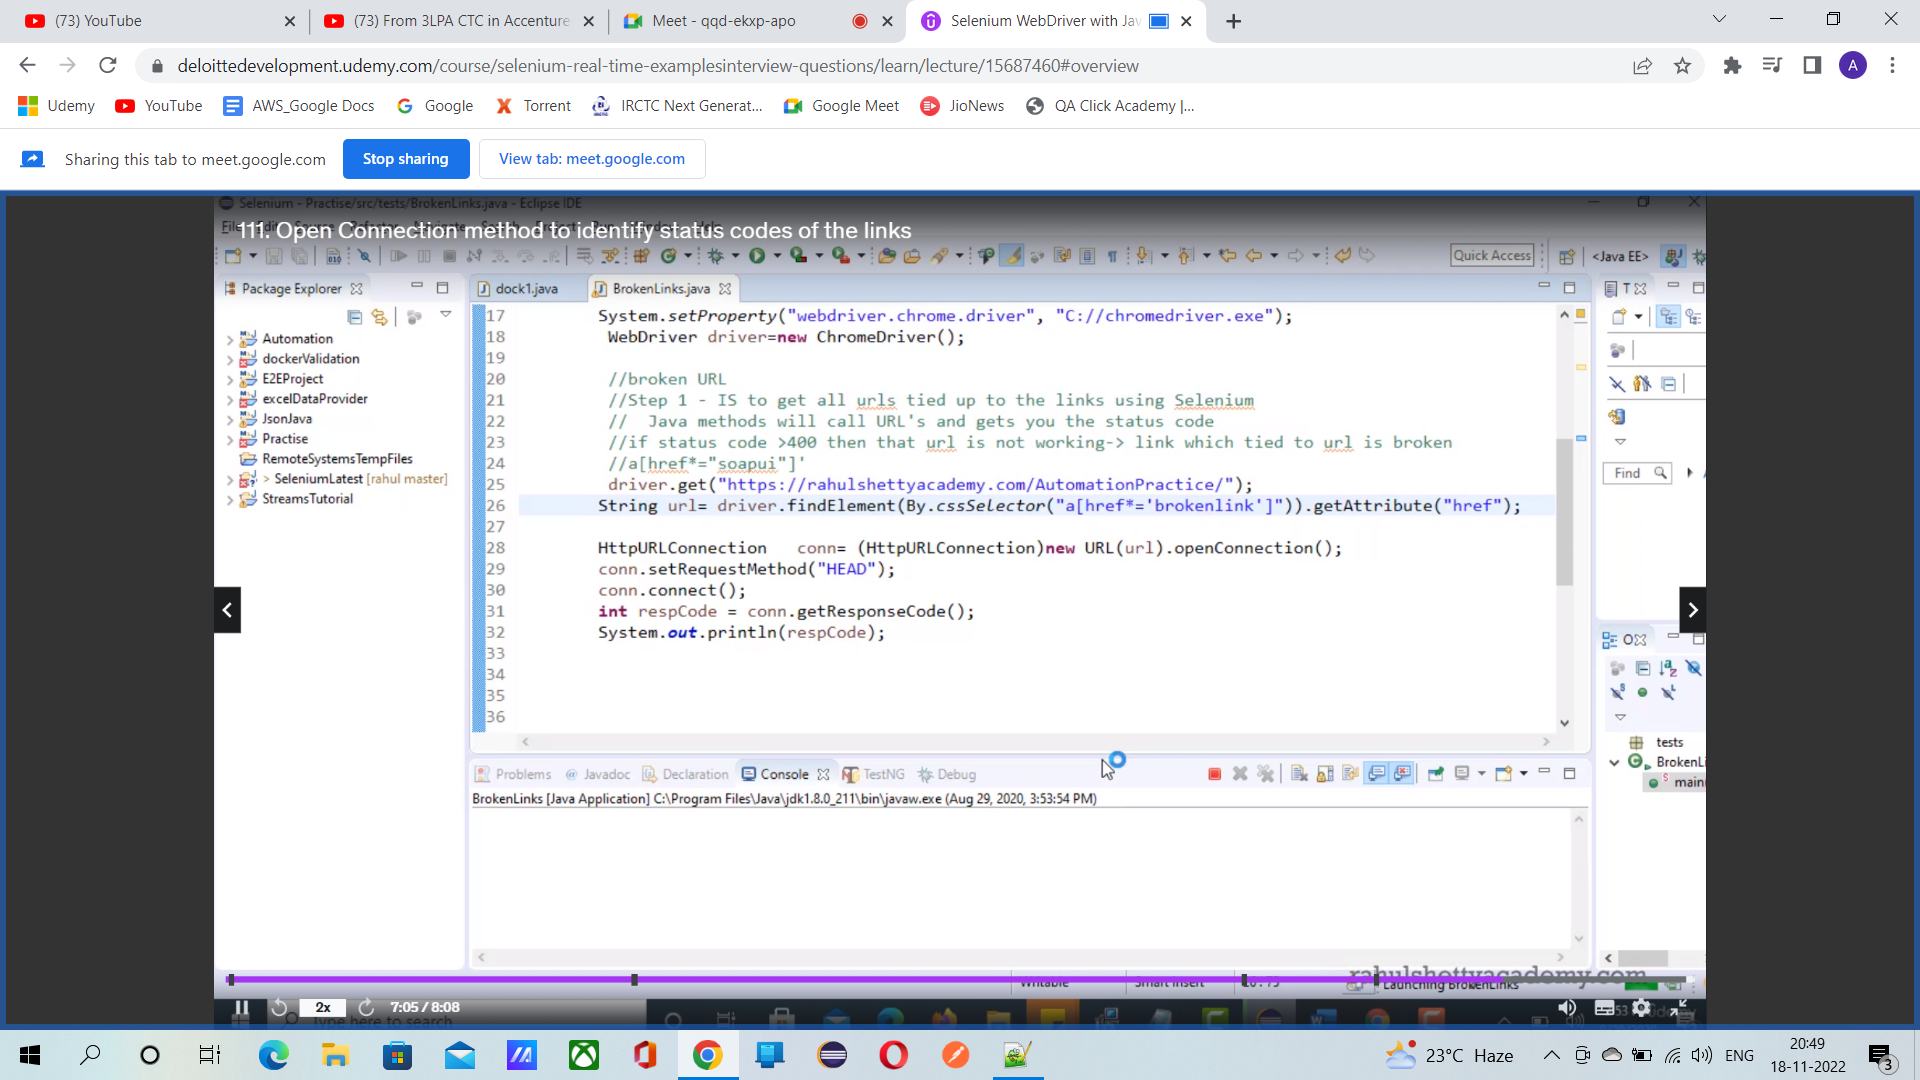 (73) YouTube
(73) From 3LPA CTC in Accenture
Meet - qqd-ekxp-apo
Selenium WebDriver with Jav
deloittedevelopment.udemy.com/course/selenium-real-time-examplesinterview-questions/learn/lecture/15687460#overview
A
Udemy
YouTube
AWS_Google Docs
Google
Torrent
IRCTC Next Generat...
Google Meet
JioNews
QA Click Academy |...
Sharing this tab to meet.google.com
Stop sharing
View tab: meet.google.com
Selenium - Practise/src/tests/BrokenLinks.java - Eclipse IDE
111. Open Connection method to identify status codes of the links
Quick Access
<Java EE>
Package Explorer
dock1.java
BrokenLinks.java
Automation
dockerValidation
E2EProject
excelDataProvider
JsonJava
Practise
RemoteSystemsTempFiles
> SeleniumLatest [rahul master]
StreamsTutorial
17 System.setProperty("webdriver.chrome.driver", "C://chromedriver.exe");
18 WebDriver driver=new ChromeDriver();
19
20 //broken URL
21 //Step 1 - IS to get all urls tied up to the links using Selenium
22 // Java methods will call URL's and gets you the status code
23 //if status code >400 then that url is not working-> link which tied to url is broken
24 //a[href*="soapui"]'
25 driver.get("https://rahulshettyacademy.com/AutomationPractice/");
26 String url= driver.findElement(By.cssSelector("a[href*='brokenlink']")).getAttribute("href");
27
28 HttpURLConnection conn= (HttpURLConnection)new URL(url).openConnection();
29 conn.setRequestMethod("HEAD");
30 conn.connect();
31 int respCode = conn.getResponseCode();
32 System.out.println(respCode);
33
34
35
36
T
Find
O
tests
BrokenLi
main
Problems
Javadoc
Declaration
Console
TestNG
Debug
BrokenLinks [Java Application] C:\Program Files\Java\jdk1.8.0_211\bin\javaw.exe (Aug 29, 2020, 3:53:54 PM)
rahulshettyacademy.com
Writable
Smart Insert
Launching BrokenLinks
2x
7:05 / 8:08
Type here to search
23°C Haze
ENG
20:49
18-11-2022
3